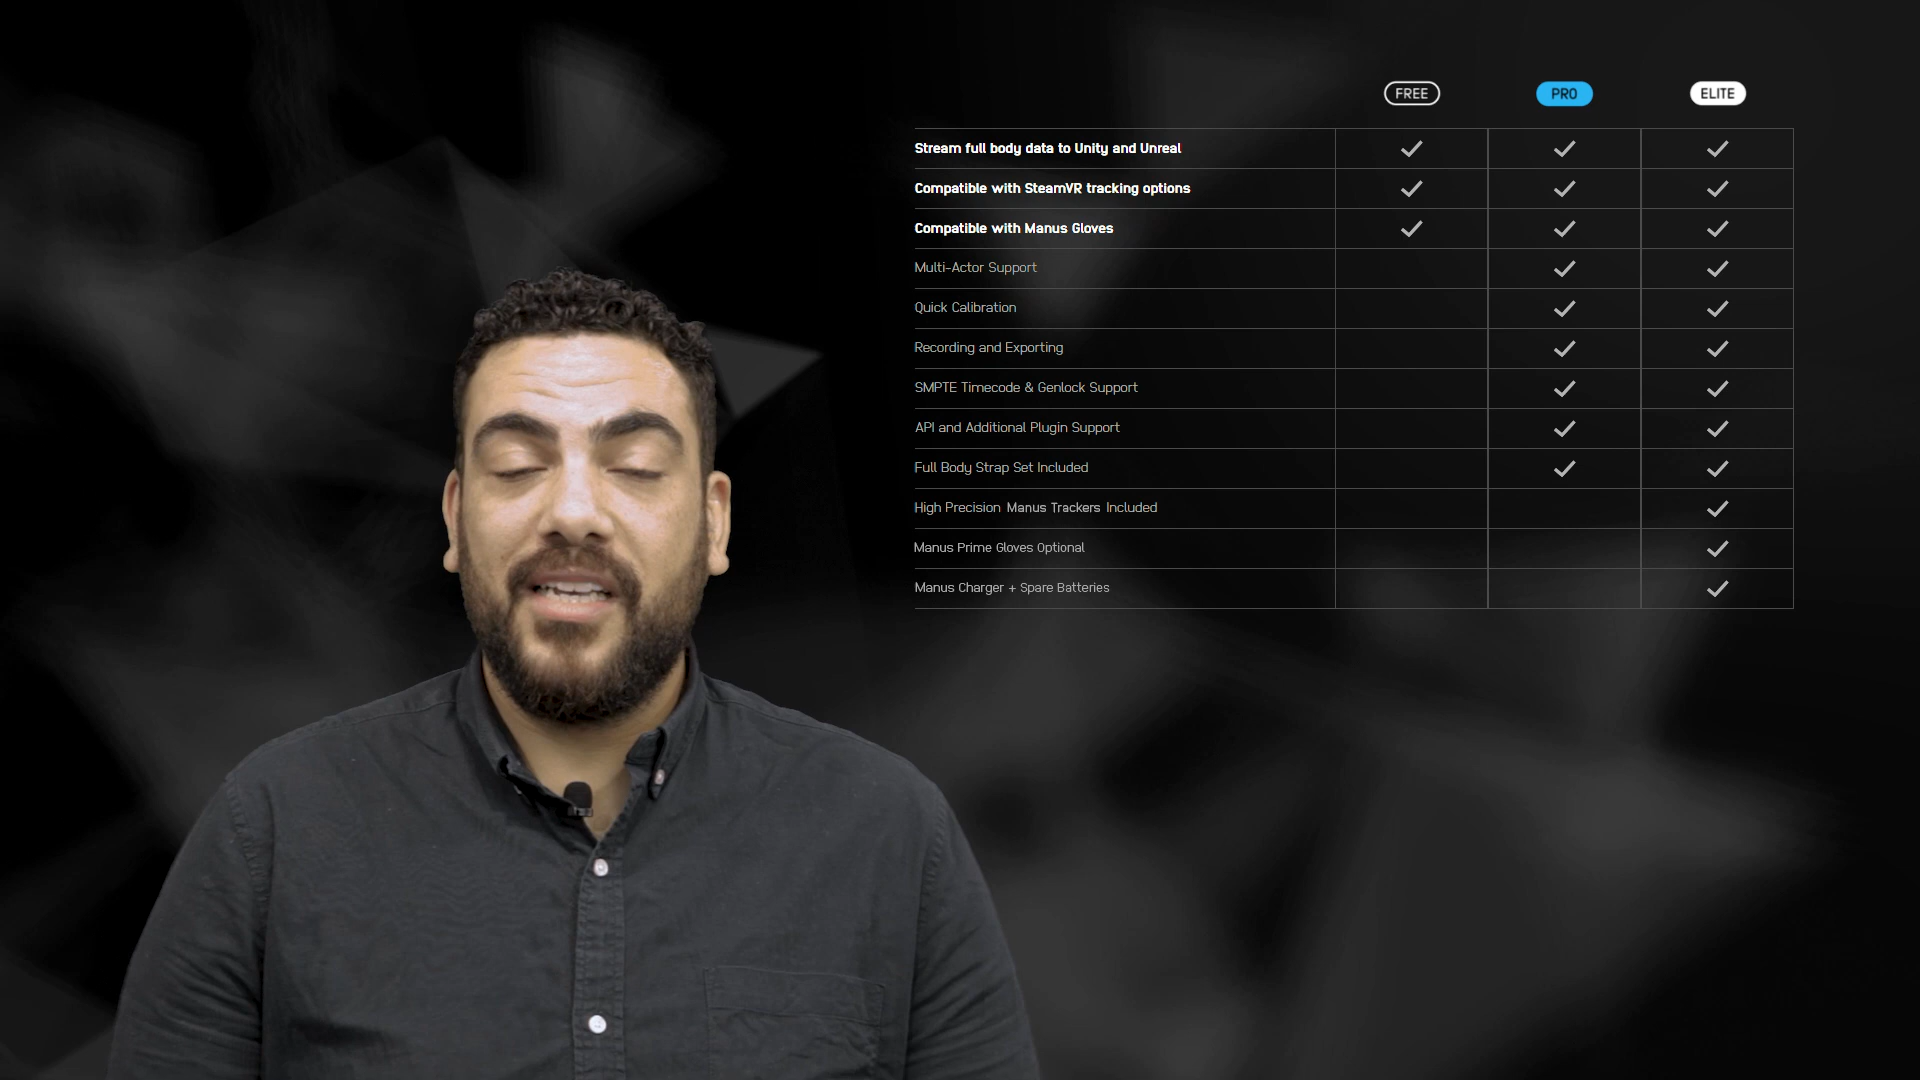 FREE PRO ELITE
Stream full body data to Unity and Unreal
Compatible with SteamVR tracking options
Compatible with Manus Gloves
Multi-Actor Support
Quick Calibration
Recording and Exporting
SMPTE Timecode & Genlock Support
API and Additional Plugin Support
Full Body Strap Set Included
High Precision Manus Trackers Included
Manus Prime Gloves Optional
Manus Charger + Spare Batteries